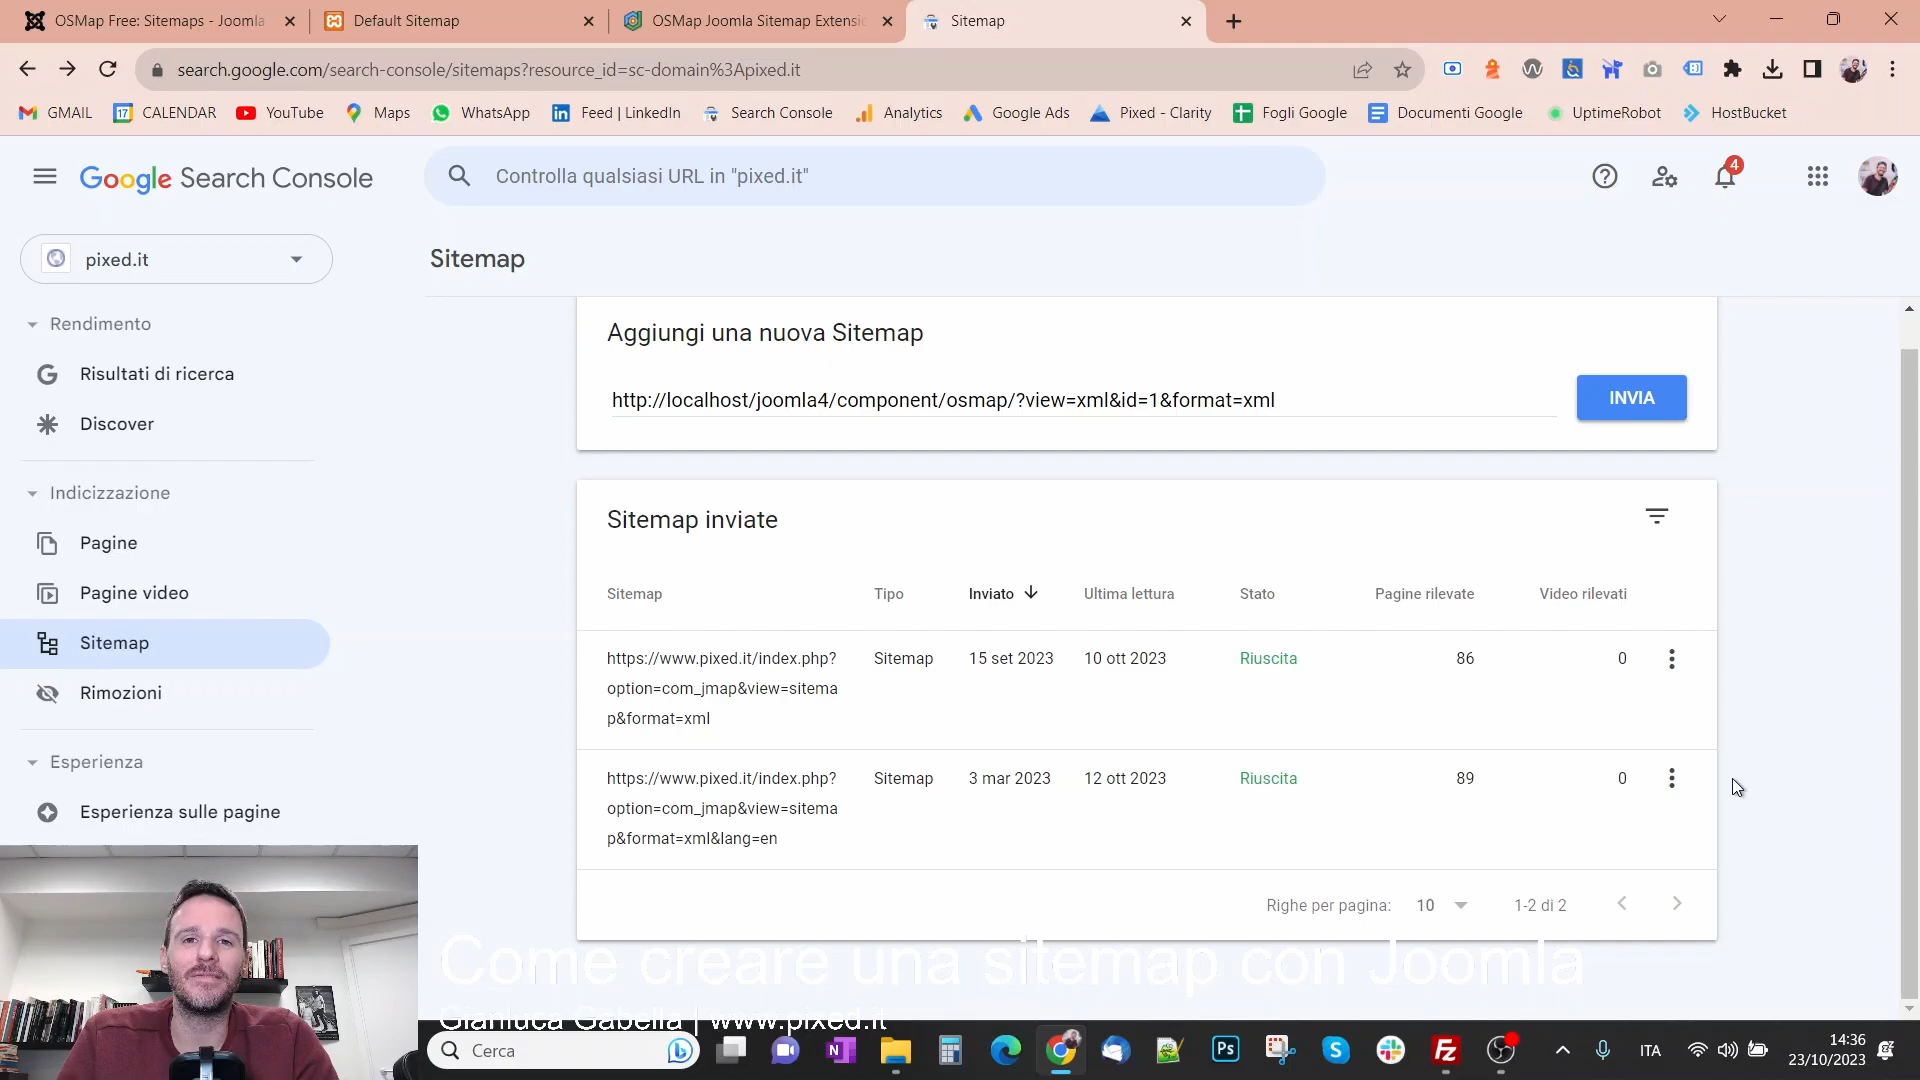 OSMap Free: Sitemaps - Joomla
Default Sitemap
OSMap Joomla Sitemap Extensio
Sitemap
search.google.com/search-console/sitemaps?resource_id=sc-domain%3Apixed.it
GMAIL
CALENDAR
YouTube
Maps
WhatsApp
Feed | LinkedIn
Search Console
Analytics
Google Ads
Pixed - Clarity
Fogli Google
Documenti Google
UptimeRobot
HostBucket
Google Search Console
Controlla qualsiasi URL in "pixed.it"
4
pixed.it
Sitemap
Rendimento
Risultati di ricerca
Discover
Indicizzazione
Pagine
Pagine video
Sitemap
Rimozioni
Esperienza
Esperienza sulle pagine
Aggiungi una nuova Sitemap
http://localhost/joomla4/component/osmap/?view=xml&id=1&format=xml
INVIA
Sitemap inviate
Sitemap Tipo Inviato Ultima lettura Stato Pagine rilevate Video rilevati
https://www.pixed.it/index.php? Sitemap 15 set 2023 10 ott 2023 Riuscita 86 0
option=com_jmap&view=sitema
p&format=xml
https://www.pixed.it/index.php? Sitemap 3 mar 2023 12 ott 2023 Riuscita 89 0
option=com_jmap&view=sitema
p&format=xml&lang=en
Righe per pagina: 10 1-2 di 2
Come creare una sitemap con Joomla
Gianluca Gabella | www.pixed.it
Cerca
ITA
14:36
23/10/2023